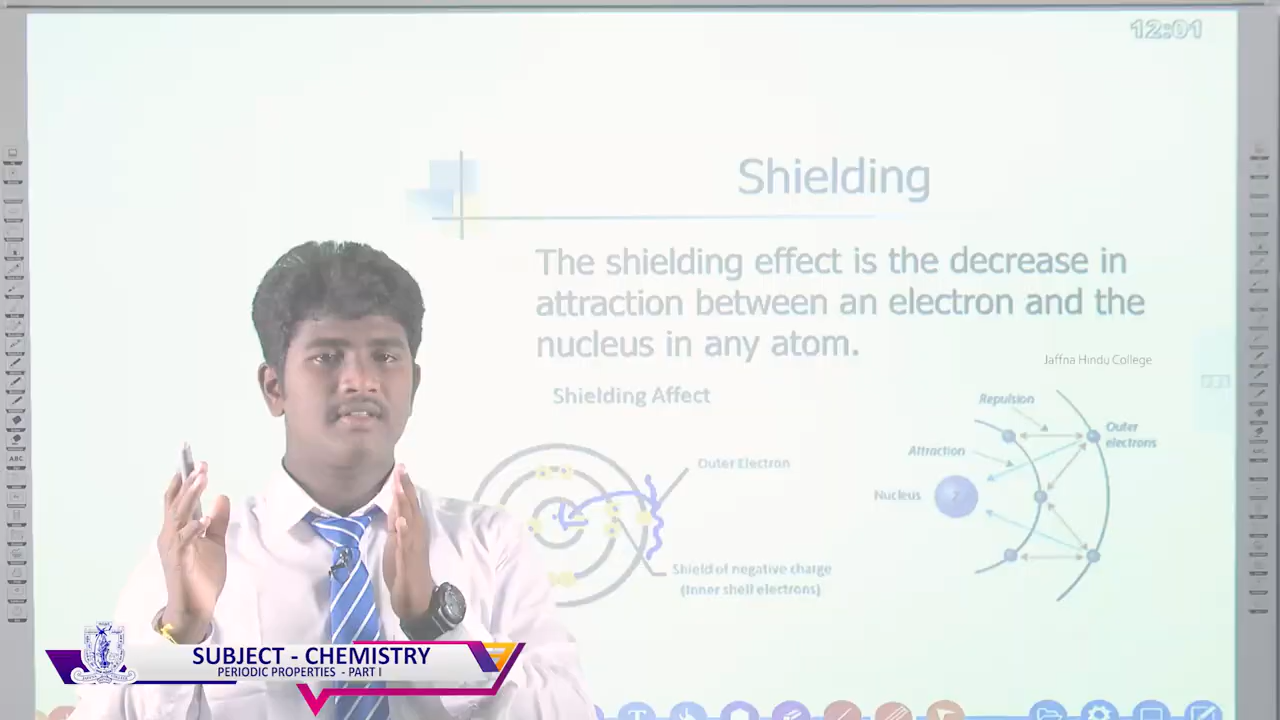 12:01
Shielding
The shielding effect is the decrease in
attraction between an electron and the
nucleus in any atom.
Jaffna Hindu College
Shielding Affect
Repulsion
Outer
electrons
Attraction
Outer Electron
Nucleus
Shield of negative charge
(Inner shell electrons)
SUBJECT - CHEMISTRY
PERIODIC PROPERTIES - PART I
ABC